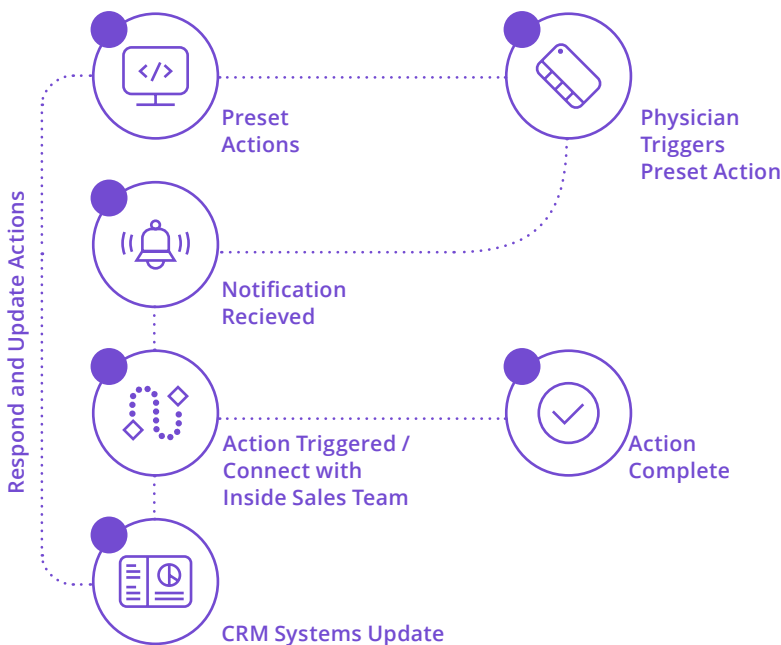 Preset
Actions
Physician
Triggers
Preset Action
Respond and Update Actions
Notification
Recieved
Action Triggered /
Connect with
Inside Sales Team
Action
Complete
CRM Systems Update